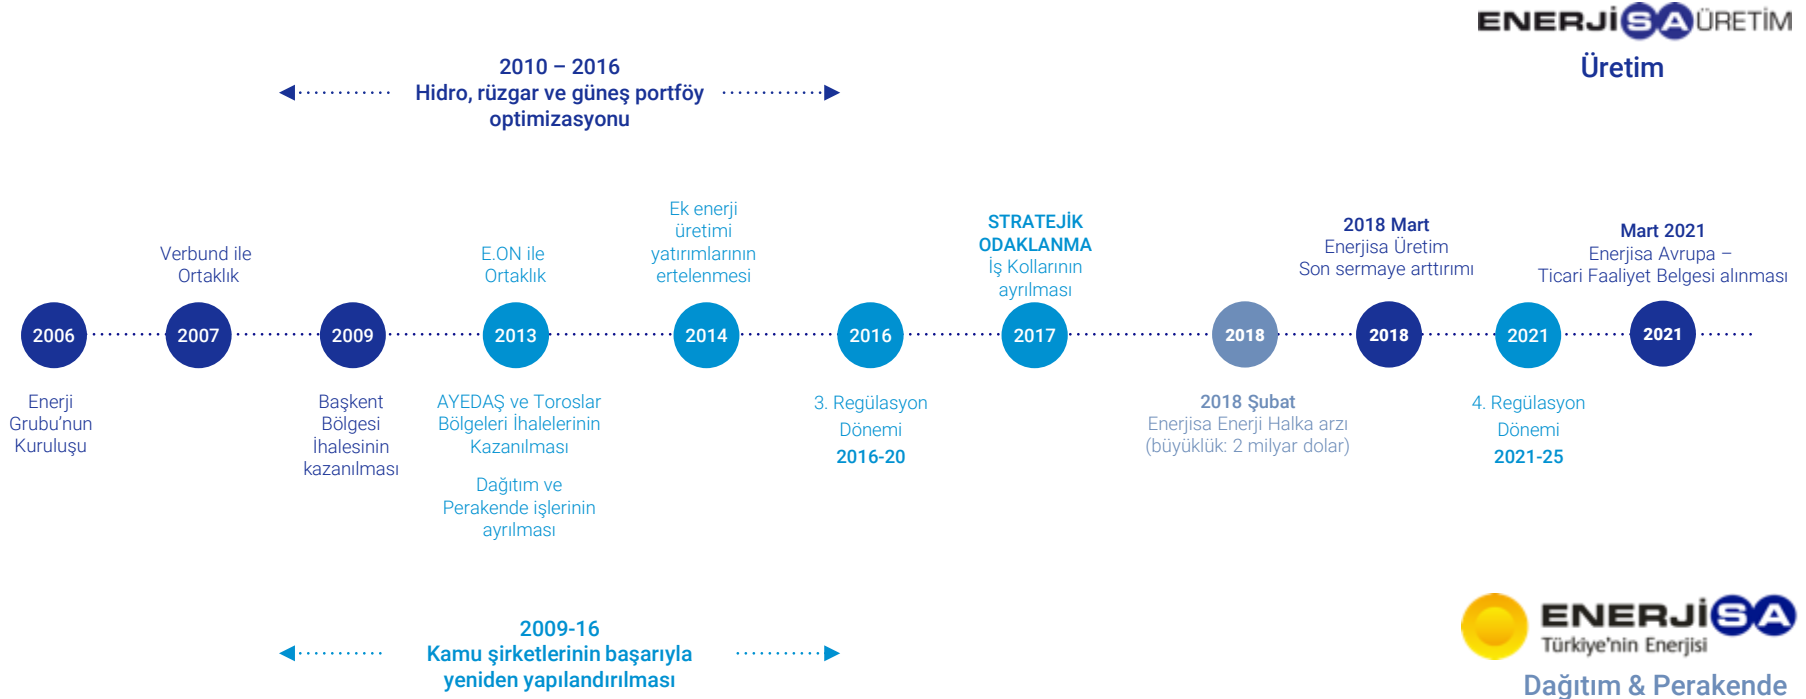 ENERJİSA ÜRETİM
Üretim
2010 – 2016
Hidro, rüzgar ve güneş portföy
optimizasyonu
Verbund ile
Ortaklık
E.ON ile
Ortaklık
Ek enerji
üretimi
yatırımlarının
ertelenmesi
STRATEJİK
ODAKLANMA
İş Kollarının
ayrılması
2018 Mart
Enerjisa Üretim
Son sermaye arttırımı
Mart 2021
Enerjisa Avrupa –
Ticari Faaliyet Belgesi alınması
2006
2007
2009
2013
2014
2016
2017
2018
2018
2021
2021
Enerji
Grubu’nun
Kuruluşu
Başkent
Bölgesi
İhalesinin
kazanılması
AYEDAŞ ve Toroslar
Bölgeleri İhalelerinin
Kazanılması
Dağıtım ve
Perakende işlerinin
ayrılması
3. Regülasyon
Dönemi
2016-20
2018 Şubat
Enerjisa Enerji Halka arzı
(büyüklük: 2 milyar dolar)
4. Regülasyon
Dönemi
2021-25
2009-16
Kamu şirketlerinin başarıyla
yeniden yapılandırılması
ENERJİSA
Türkiye'nin Enerjisi
Dağıtım & Perakende